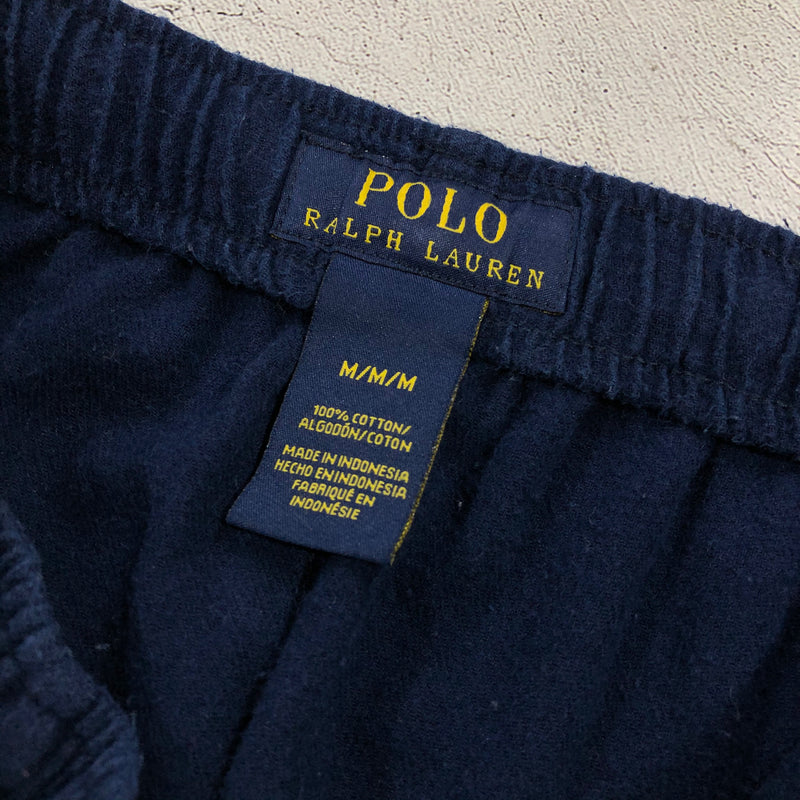 POLO
RALPH LAUREN
M/M/M
100% COTTON/
ALGODÓN/COTON
MADE IN INDONESIA
HECHO EN INDONESIA
FABRIQUÉ EN
INDONÉSIE